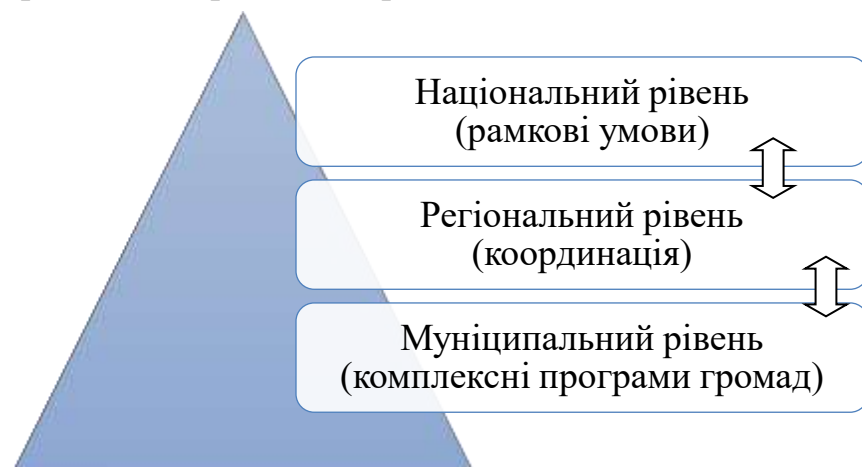 Національний рівень
(рамкові умови)
Регіональний рівень
(координація)
Муніципальний рівень
(комплексні програми громад)